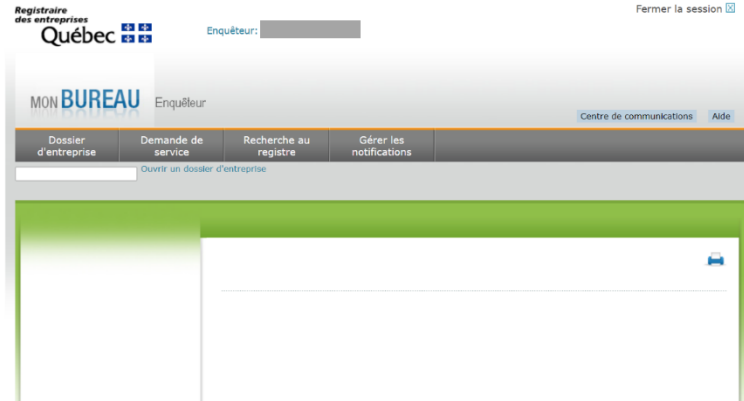 Registraire
des entreprises
Québec
Fermer la session
Enquêteur:
MON BUREAU Enquêteur
Centre de communications Aide
Dossier d'entreprise
Demande de service
Recherche au registre
Gérer les notifications
Ouvrir un dossier d'entreprise